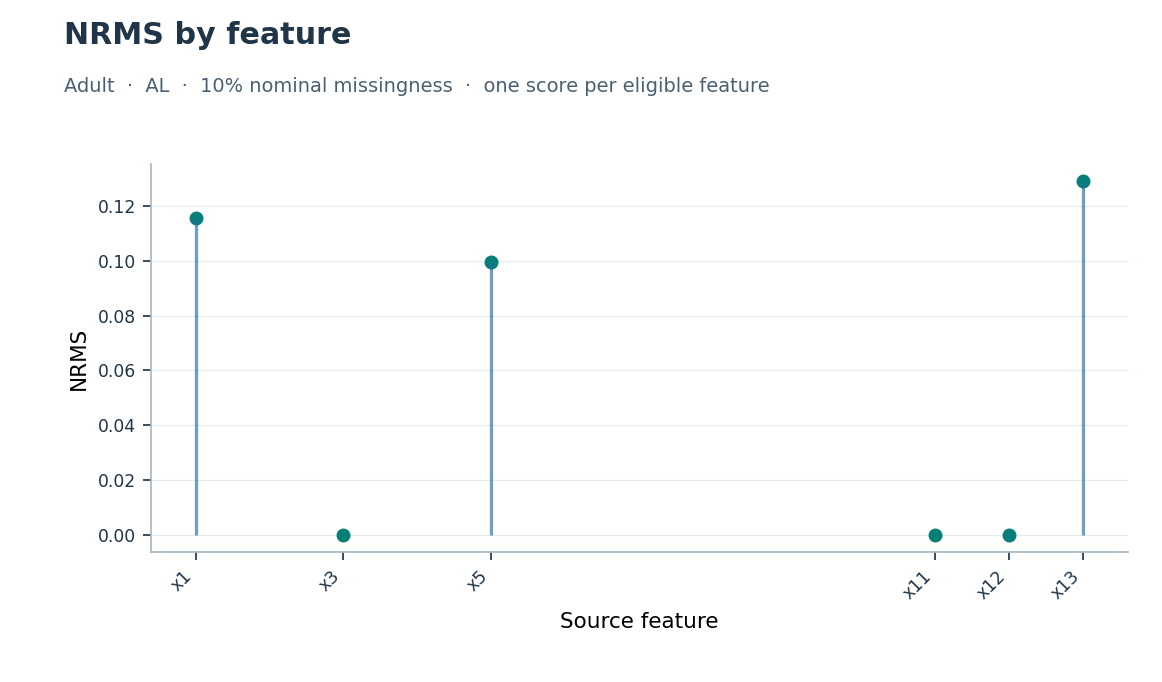 NRMS by feature
Adult · AL · 10% nominal missingness · one score per eligible feature
NRMS
0.12
0.10
0.08
0.06
0.04
0.02
0.00
x1 x3 x5 x11 x12 x13
Source feature